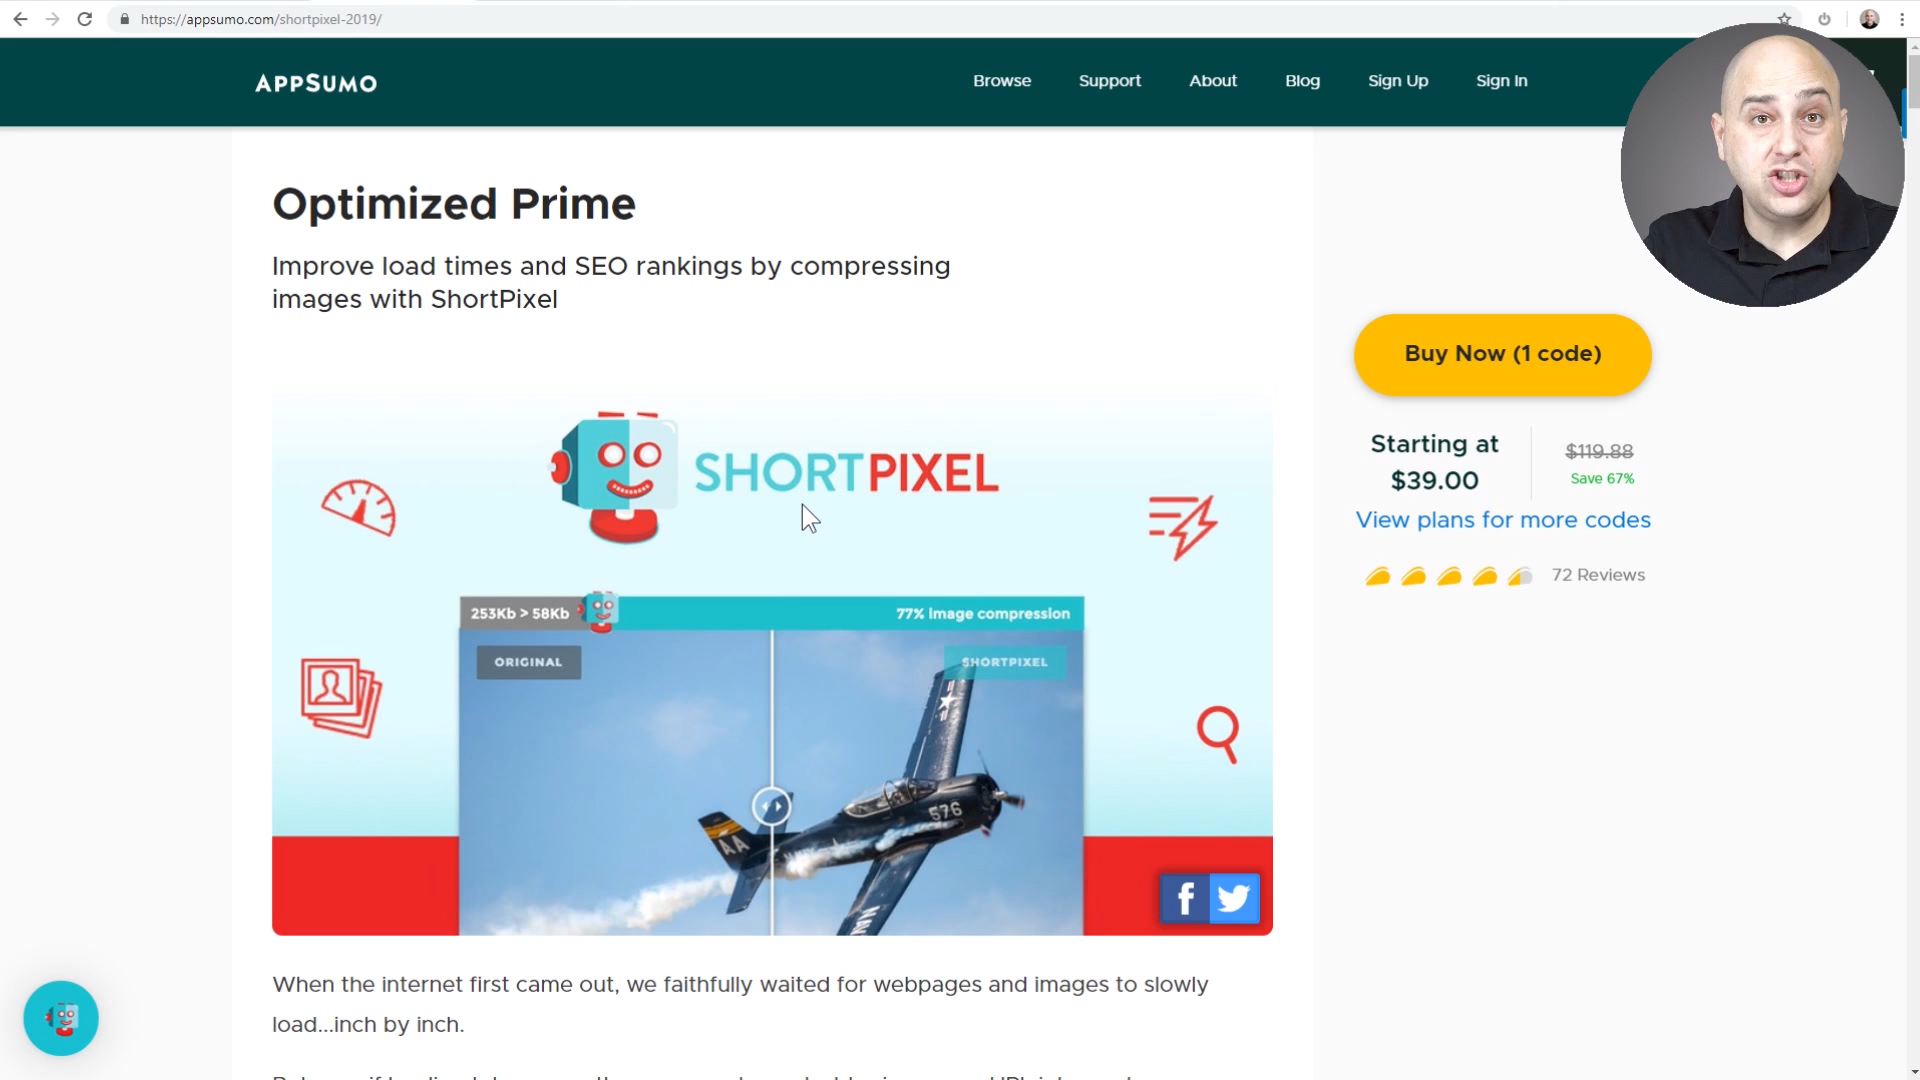 https://appsumo.com/shortpixel-2019/
APPSUMO
Browse Support About Blog Sign Up Sign In
Optimized Prime
Improve load times and SEO rankings by compressing
images with ShortPixel
Buy Now (1 code)
Starting at
$39.00
$119.88
Save 67%
View plans for more codes
72 Reviews
SHORTPIXEL
253Kb > 58Kb
77% image compression
ORIGINAL
SHORTPIXEL
576
AA
NAVY
When the internet first came out, we faithfully waited for webpages and images to slowly
load...inch by inch.